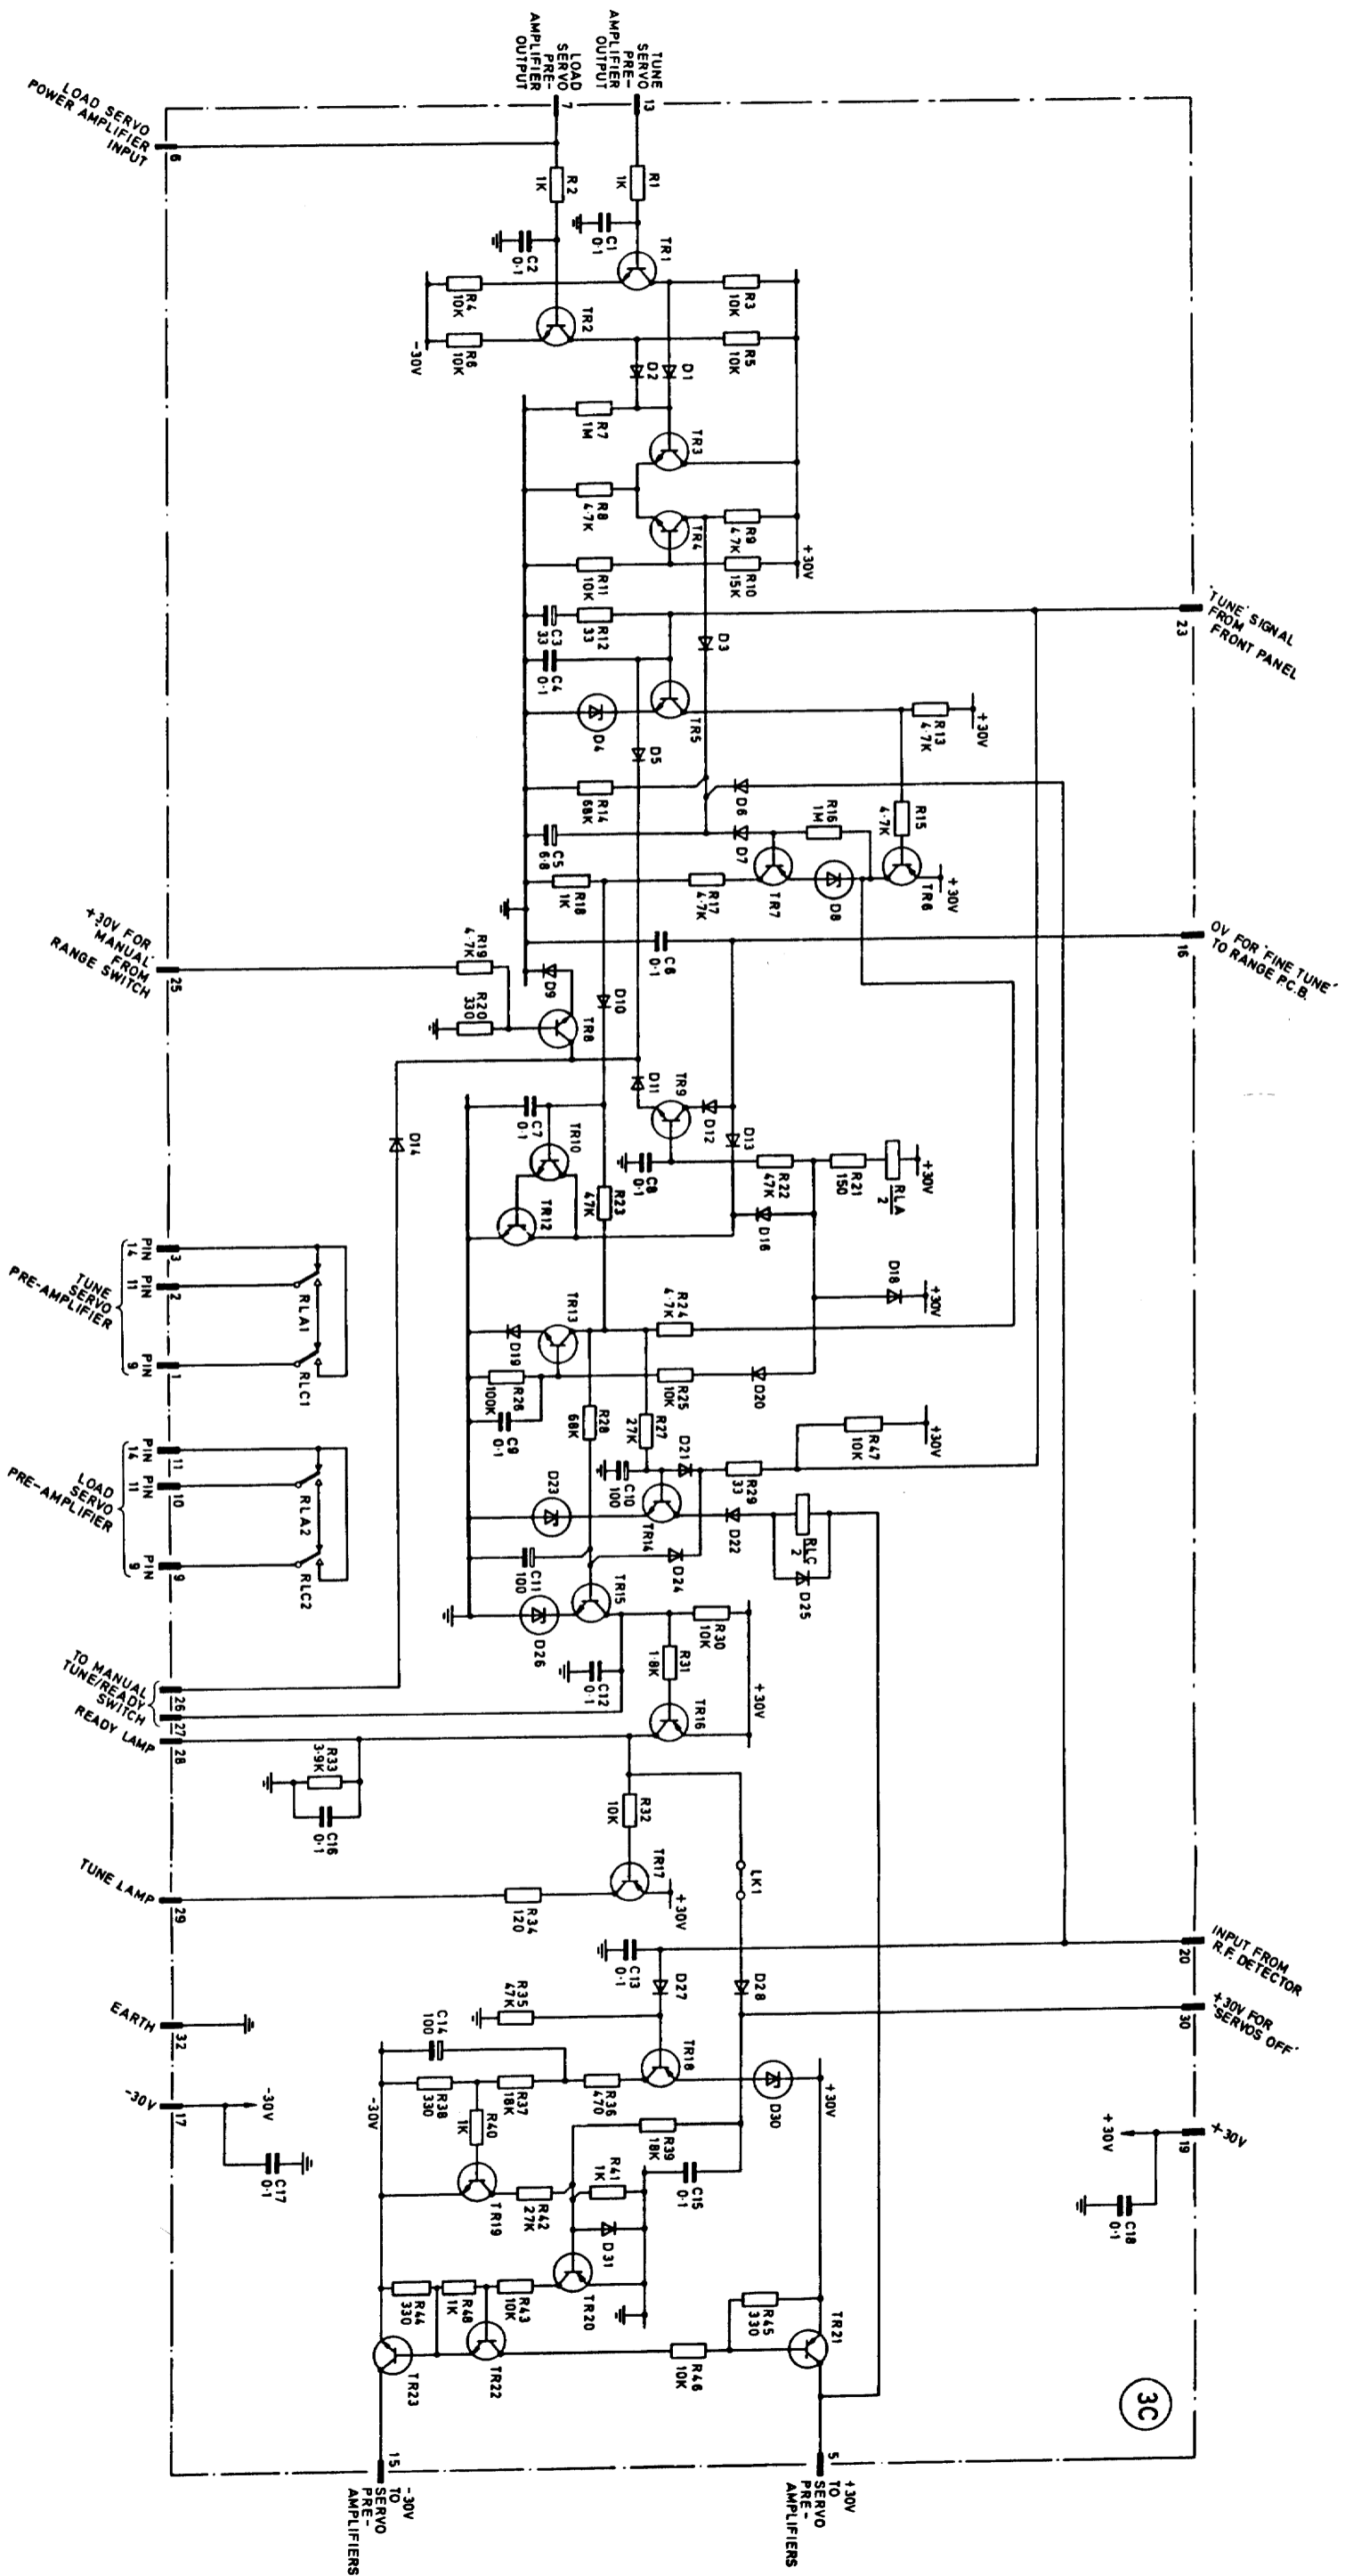 TUNE
SERVO
PRE-
AMPLIFIER
OUTPUT
13
LOAD
SERVO
PRE-
AMPLIFIER
OUTPUT
7
LOAD SERVO
POWER AMPLIFIER
INPUT
6
R1
1K
R2
1K
C1
0·1
C2
0·1
TR1
TR2
R3
10K
R4
10K
R5
10K
R6
10K
-30V
D1
D2
R7
1M
TR3
R8
4·7K
TR4
R9
4·7K
R10
15K
+30V
R11
10K
R12
33
C3
33
C4
0·1
D3
'TUNE' SIGNAL
FROM
FRONT PANEL
23
TR5
D4
D5
R13
4·7K
+30V
R14
68K
D6
D7
R15
4·7K
R16
1M
C5
6·8
TR6
+30V
TR7
D8
R17
4·7K
R18
1K
C6
0·1
0V FOR 'FINE TUNE'
TO RANGE P.C.B.
16
+30V FOR
'MANUAL'
FROM
RANGE SWITCH
25
R19
4·7K
R20
330
D9
TR8
D10
D11
TR9
D12
D13
D14
C7
0·1
TR10
TR12
C8
0·1
R21
150
R22
47K
R23
47K
RLA
2
+30V
D16
D18
+30V
TR13
D19
R24
4·7K
R25
10K
R26
100K
C9
0·1
D20
R27
27K
R28
68K
D21
C10
100
R29
33
R47
10K
+30V
TR14
D22
D23
D24
RLC
2
D25
C11
100
TR15
D26
R30
10K
R31
1·8K
C12
0·1
TR16
+30V
TUNE
SERVO
PRE-AMPLIFIER
PIN
14
3
PIN
11
2
PIN
9
1
RLA1
RLC1
LOAD
SERVO
PRE-AMPLIFIER
PIN
14
11
PIN
11
10
PIN
9
9
RLA2
RLC2
TO MANUAL
TUNE/READY
SWITCH
26
27
READY LAMP
28
R33
3·9K
C16
0·1
R32
10K
TR17
+30V
LK1
TUNE LAMP
29
R34
120
C13
0·1
D27
D28
INPUT FROM
R.F. DETECTOR
20
+30V FOR
'SERVOS OFF'
30
EARTH
32
R35
47K
C14
100
TR18
D30
+30V
R36
470
R37
18K
R38
330
-30V
R39
18K
R40
1K
TR19
R41
1K
R42
27K
C15
0·1
D31
TR20
-30V
17
-30V
C17
0·1
+30V
19
+30V
C18
0·1
R43
10K
R48
1K
R44
330
TR22
TR23
R45
330
R46
10K
TR21
3C
15
-30V
TO
SERVO
PRE-
AMPLIFIERS
5
+30V
TO
SERVO
PRE-
AMPLIFIERS